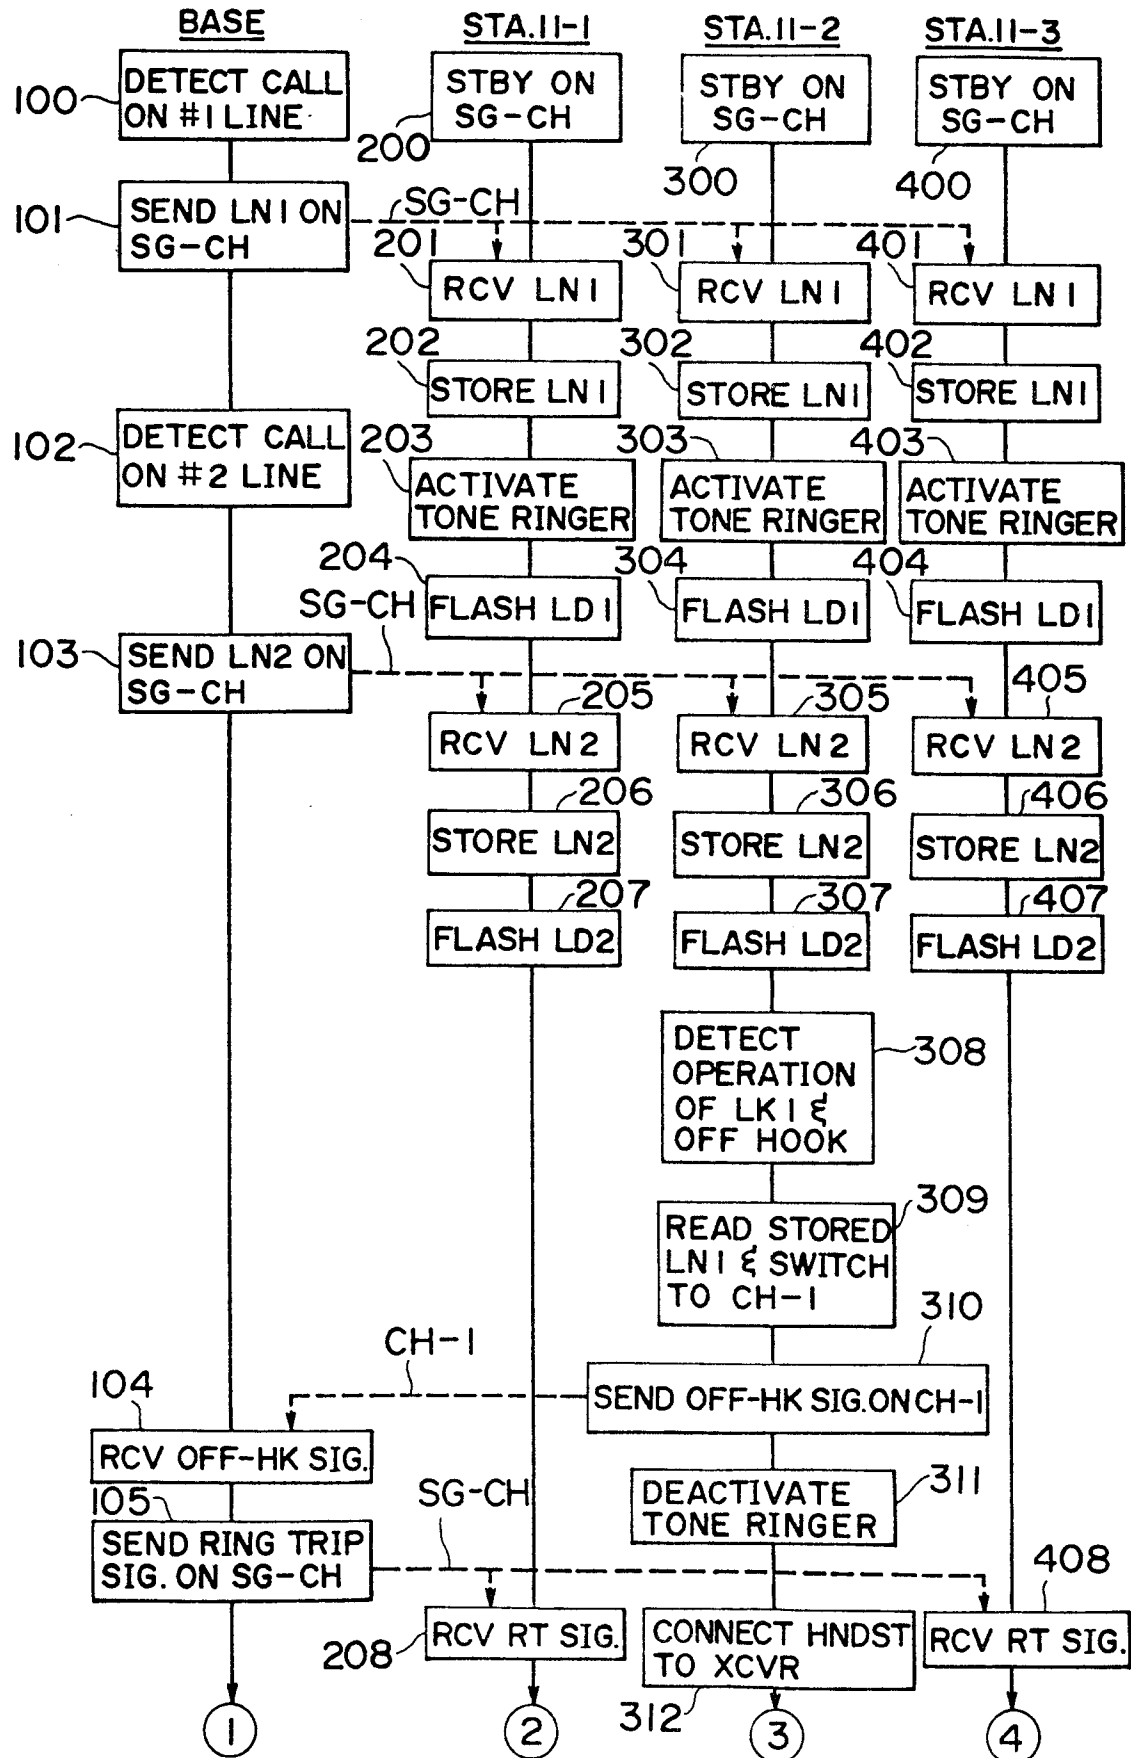 BASE
STA.11-1
STA.11-2
STA.11-3
100
DETECT CALL
ON #1 LINE
STBY ON
SG-CH
200
STBY ON
SG-CH
300
STBY ON
SG-CH
400
101
SEND LN1 ON
SG-CH
SG-CH
201
RCV LN1
301
RCV LN1
401
RCV LN1
202
STORE LN1
302
STORE LN1
402
STORE LN1
102
DETECT CALL
ON #2 LINE
203
ACTIVATE
TONE RINGER
303
ACTIVATE
TONE RINGER
403
ACTIVATE
TONE RINGER
204
FLASH LD1
304
FLASH LD1
404
FLASH LD1
SG-CH
103
SEND LN2 ON
SG-CH
205
RCV LN2
305
RCV LN2
405
RCV LN2
206
STORE LN2
306
STORE LN2
406
STORE LN2
207
FLASH LD2
307
FLASH LD2
407
FLASH LD2
DETECT
OPERATION
OF LK1 &
OFF HOOK
308
309
READ STORED
LN1 & SWITCH
TO CH-1
310
CH-1
SEND OFF-HK SIG. ON CH-1
104
RCV OFF-HK SIG.
311
DEACTIVATE
TONE RINGER
105
SEND RING TRIP
SIG. ON SG-CH
SG-CH
408
208
RCV RT SIG.
CONNECT HNDST
TO XCVR
312
RCV RT SIG.
1
2
3
4